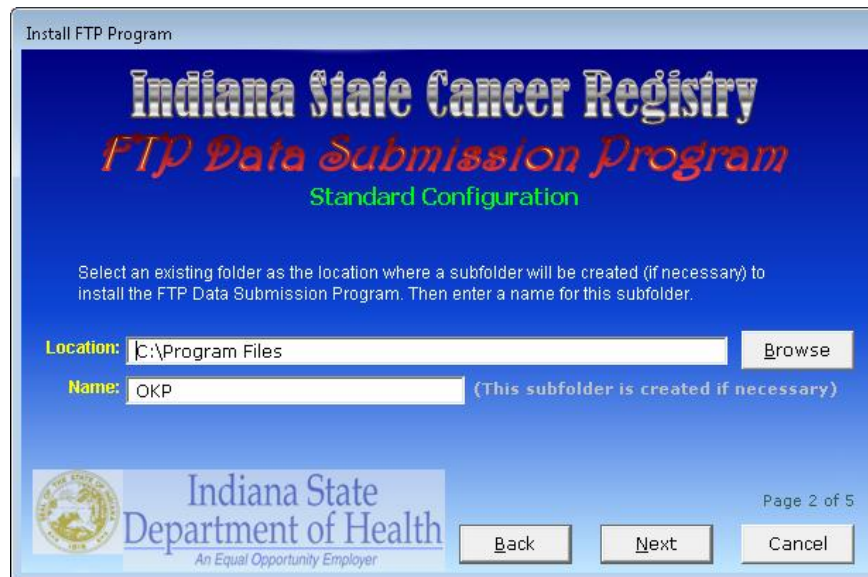 Install FTP Program
Indiana State Cancer Registry
FTP Data Submission Program
Standard Configuration
Select an existing folder as the location where a subfolder will be created (if necessary) to
install the FTP Data Submission Program. Then enter a name for this subfolder.
Location: C:\Program Files Browse
Name: OKP (This subfolder is created if necessary)
Indiana State
Department of Health
An Equal Opportunity Employer
Page 2 of 5
Back Next Cancel